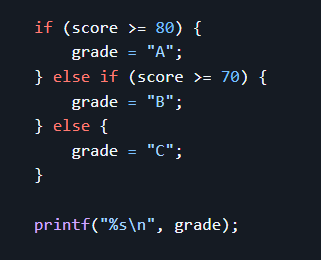 if (score >= 80) {
    grade = "A";
} else if (score >= 70) {
    grade = "B";
} else {
    grade = "C";
}

printf("%s\n", grade);